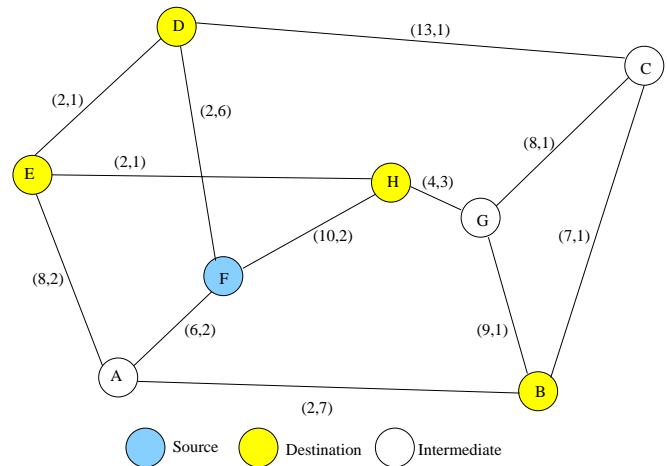 D
(13,1)
C
(2,1)
(2,6)
(8,1)
E
(2,1)
H
(4,3)
G
(7,1)
(10,2)
F
(8,2)
(6,2)
(9,1)
A
B
(2,7)
Source
Destination
Intermediate